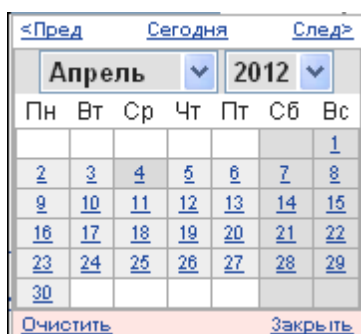 <Пред Сегодня След>
Апрель 2012
Пн Вт Ср Чт Пт Сб Вс
1
2 3 4 5 6 7 8
9 10 11 12 13 14 15
16 17 18 19 20 21 22
23 24 25 26 27 28 29
30
Очистить Закрыть